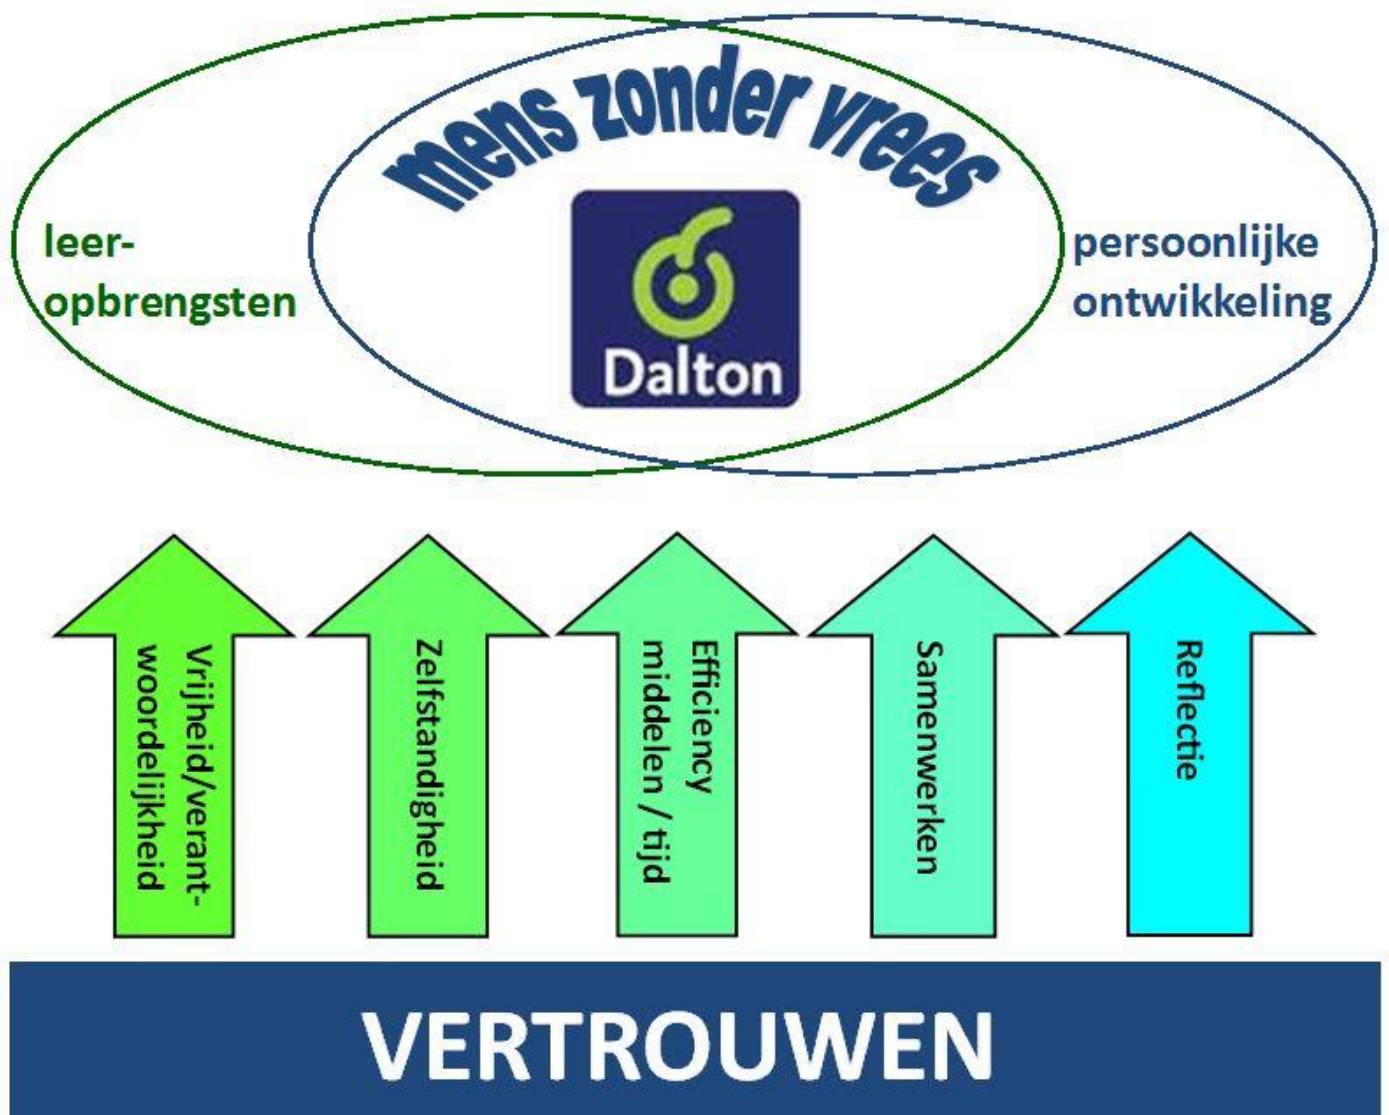 mens zonder vrees
leer-
opbrengsten
Dalton
persoonlijke
ontwikkeling
Vrijheid/verant-
woordelijkheid
Zelfstandigheid
Efficiency
middelen / tijd
Samenwerken
Reflectie
VERTROUWEN